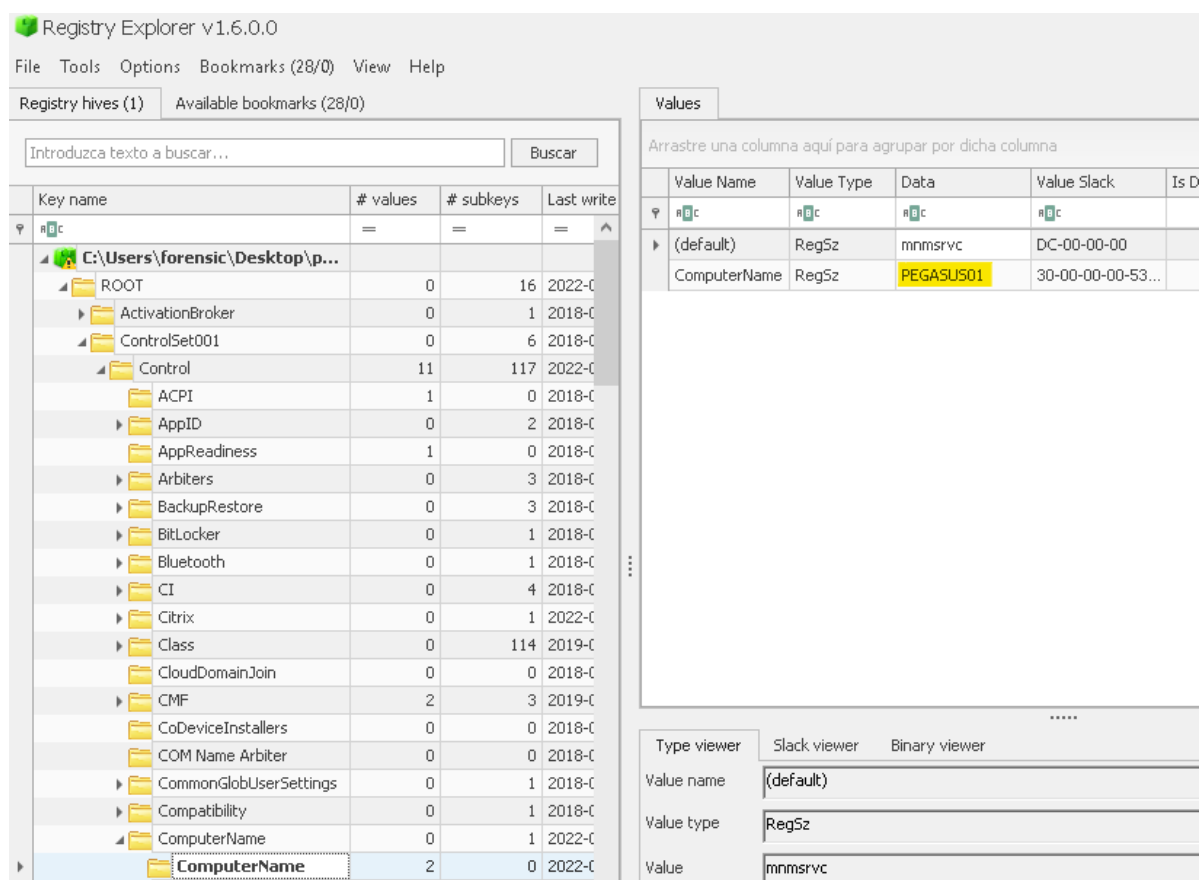 Registry Explorer v1.6.0.0
File Tools Options Bookmarks (28/0) View Help
Registry hives (1) Available bookmarks (28/0)
Introduzca texto a buscar... Buscar
Key name # values # subkeys Last write
= = =
C:\Users\forensic\Desktop\p...
ROOT 0 16 2022-0
ActivationBroker 0 1 2018-0
ControlSet001 0 6 2018-0
Control 11 117 2022-0
ACPI 1 0 2018-0
AppID 0 2 2018-0
AppReadiness 1 0 2018-0
Arbiters 0 3 2018-0
BackupRestore 0 3 2018-0
BitLocker 0 1 2018-0
Bluetooth 0 1 2018-0
CI 0 4 2018-0
Citrix 0 1 2022-0
Class 0 114 2019-0
CloudDomainJoin 0 0 2018-0
CMF 2 3 2019-0
CoDeviceInstallers 0 0 2018-0
COM Name Arbiter 0 0 2018-0
CommonGlobUserSettings 0 1 2018-0
Compatibility 0 1 2018-0
ComputerName 0 1 2022-0
ComputerName 2 0 2022-0
Values
Arrastre una columna aquí para agrupar por dicha columna
Value Name Value Type Data Value Slack Is D
(default) RegSz mnmsrvc DC-00-00-00
ComputerName RegSz PEGASUS01 30-00-00-00-53...
Type viewer Slack viewer Binary viewer
Value name (default)
Value type RegSz
Value mnmsrvc